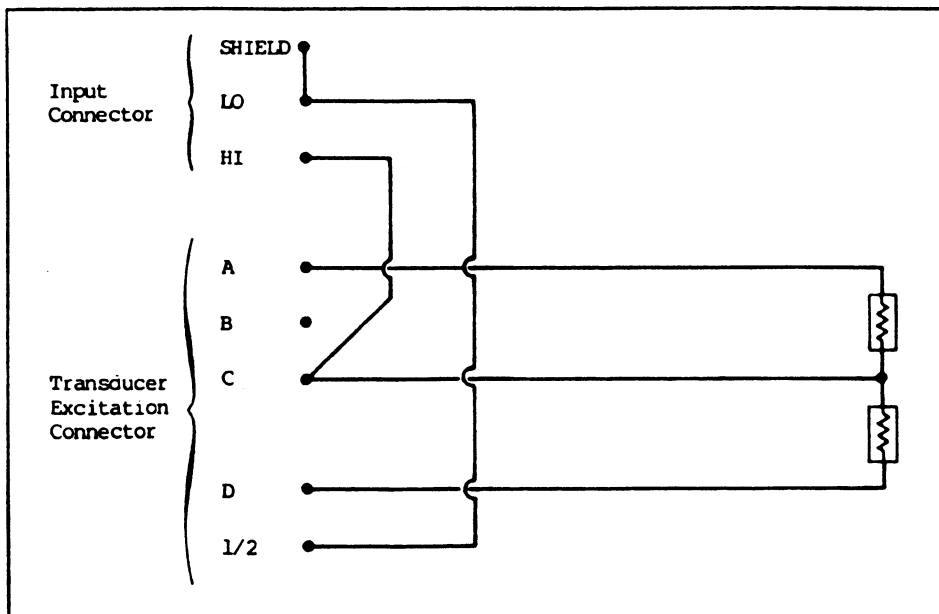 SHIELD
Input
Connector
LO
HI
A
B
C
Transducer
Excitation
Connector
D
1/2